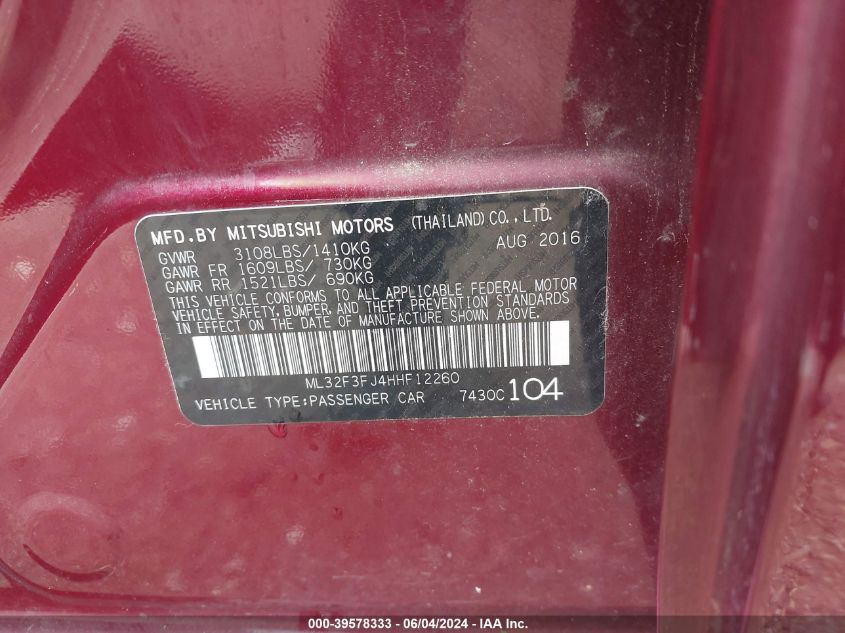 MFD.BY MITSUBISHI MOTORS (THAILAND) CO., LTD.
GVWR 3108LBS/1410KG AUG 2016
GAWR FR 1609LBS/ 730KG
GAWR RR 1521LBS/ 690KG
THIS VEHICLE CONFORMS TO ALL APPLICABLE FEDERAL MOTOR
VEHICLE SAFETY, BUMPER, AND THEFT PREVENTION STANDARDS
IN EFFECT ON THE DATE OF MANUFACTURE SHOWN ABOVE.
ML32F3FJ4HHF12260
VEHICLE TYPE:PASSENGER CAR 7430C 104
000-39578333 - 06/04/2024 - IAA, Inc.